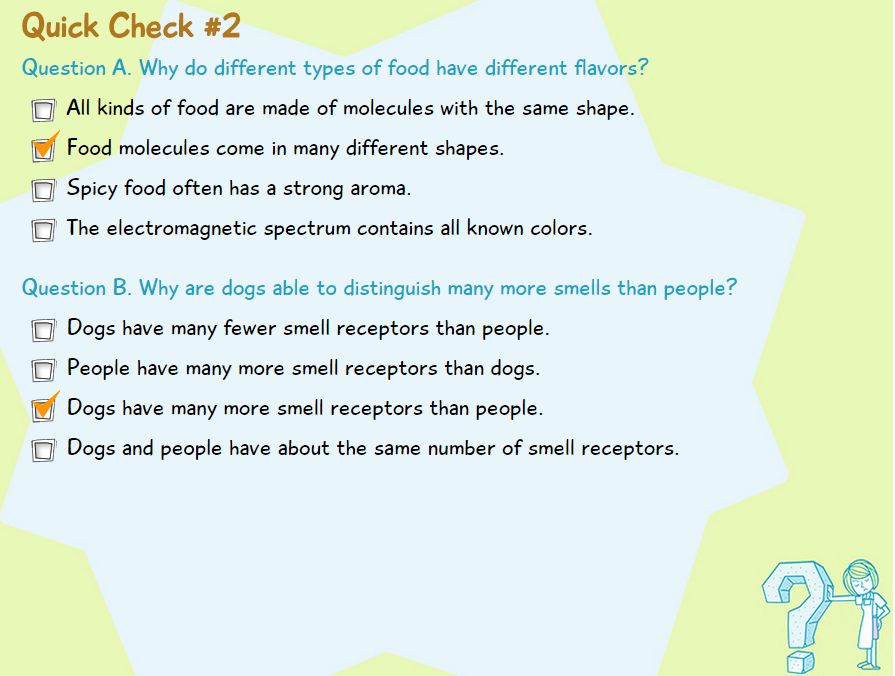 Quick Check #2
Question A. Why do different types of food have different flavors?
All kinds of food are made of molecules with the same shape.
Food molecules come in many different shapes.
Spicy food often has a strong aroma.
The electromagnetic spectrum contains all known colors.
Question B. Why are dogs able to distinguish many more smells than people?
Dogs have many fewer smell receptors than people.
People have many more smell receptors than dogs.
Dogs have many more smell receptors than people.
Dogs and people have about the same number of smell receptors.
?